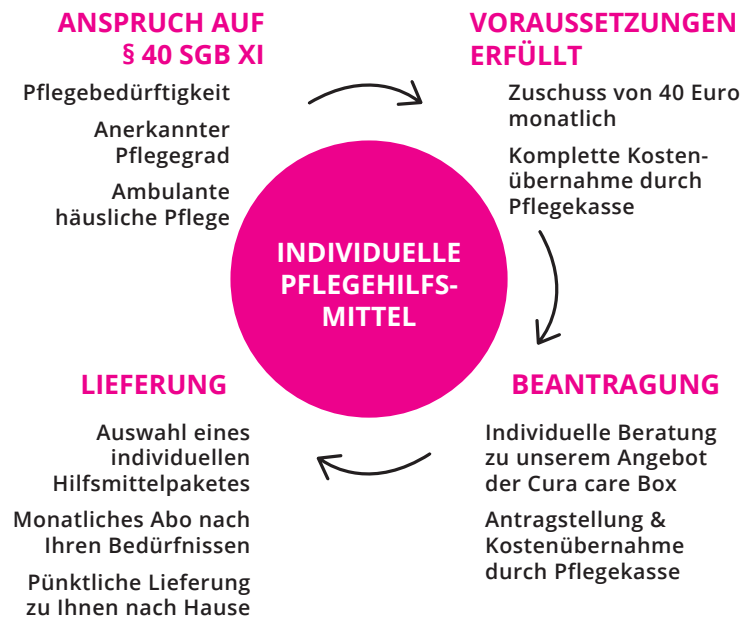 ANSPRUCH AUF
§ 40 SGB XI
Pflegebedürftigkeit
Anerkannter
Pflegegrad
Ambulante
häusliche Pflege
VORAUSSETZUNGEN
ERFÜLLT
Zuschuss von 40 Euro
monatlich
Komplette Kosten-
übernahme durch
Pflegekasse
INDIVIDUELLE
PFLEGEHILFS-
MITTEL
BEANTRAGUNG
Individuelle Beratung
zu unserem Angebot
der Cura care Box
Antragstellung &
Kostenübernahme
durch Pflegekasse
LIEFERUNG
Auswahl eines
individuellen
Hilfsmittelpaketes
Monatliches Abo nach
Ihren Bedürfnissen
Pünktliche Lieferung
zu Ihnen nach Hause